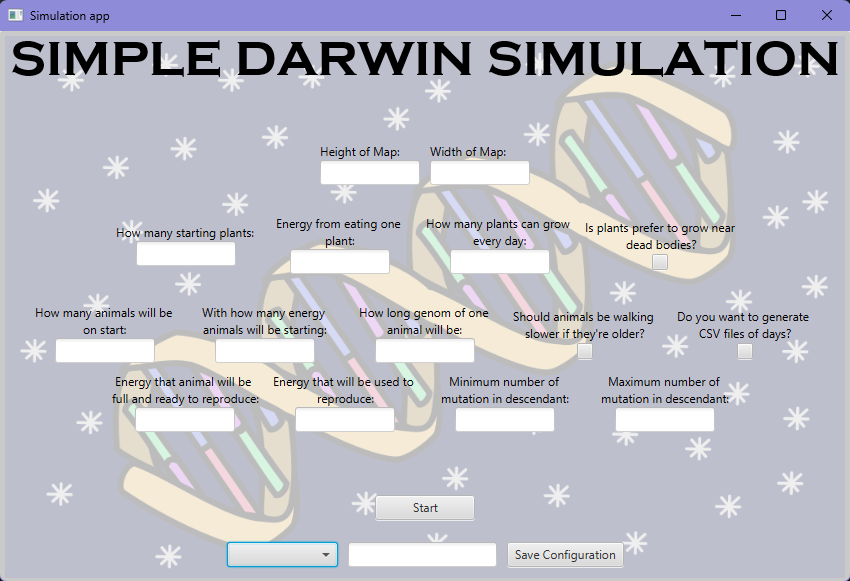 Simulation app
SIMPLE DARWIN SIMULATION
Height of Map:
Width of Map:
How many starting plants:
Energy from eating one
plant:
How many plants can grow
every day:
Is plants prefer to grow near
dead bodies?
How many animals will be
on start:
With how many energy
animals will be starting:
How long genom of one
animal will be:
Should animals be walking
slower if they're older?
Do you want to generate
CSV files of days?
Energy that animal will be
full and ready to reproduce:
Energy that will be used to
reproduce:
Minimum number of
mutation in descendant:
Maximum number of
mutation in descendant:
Start
Save Configuration